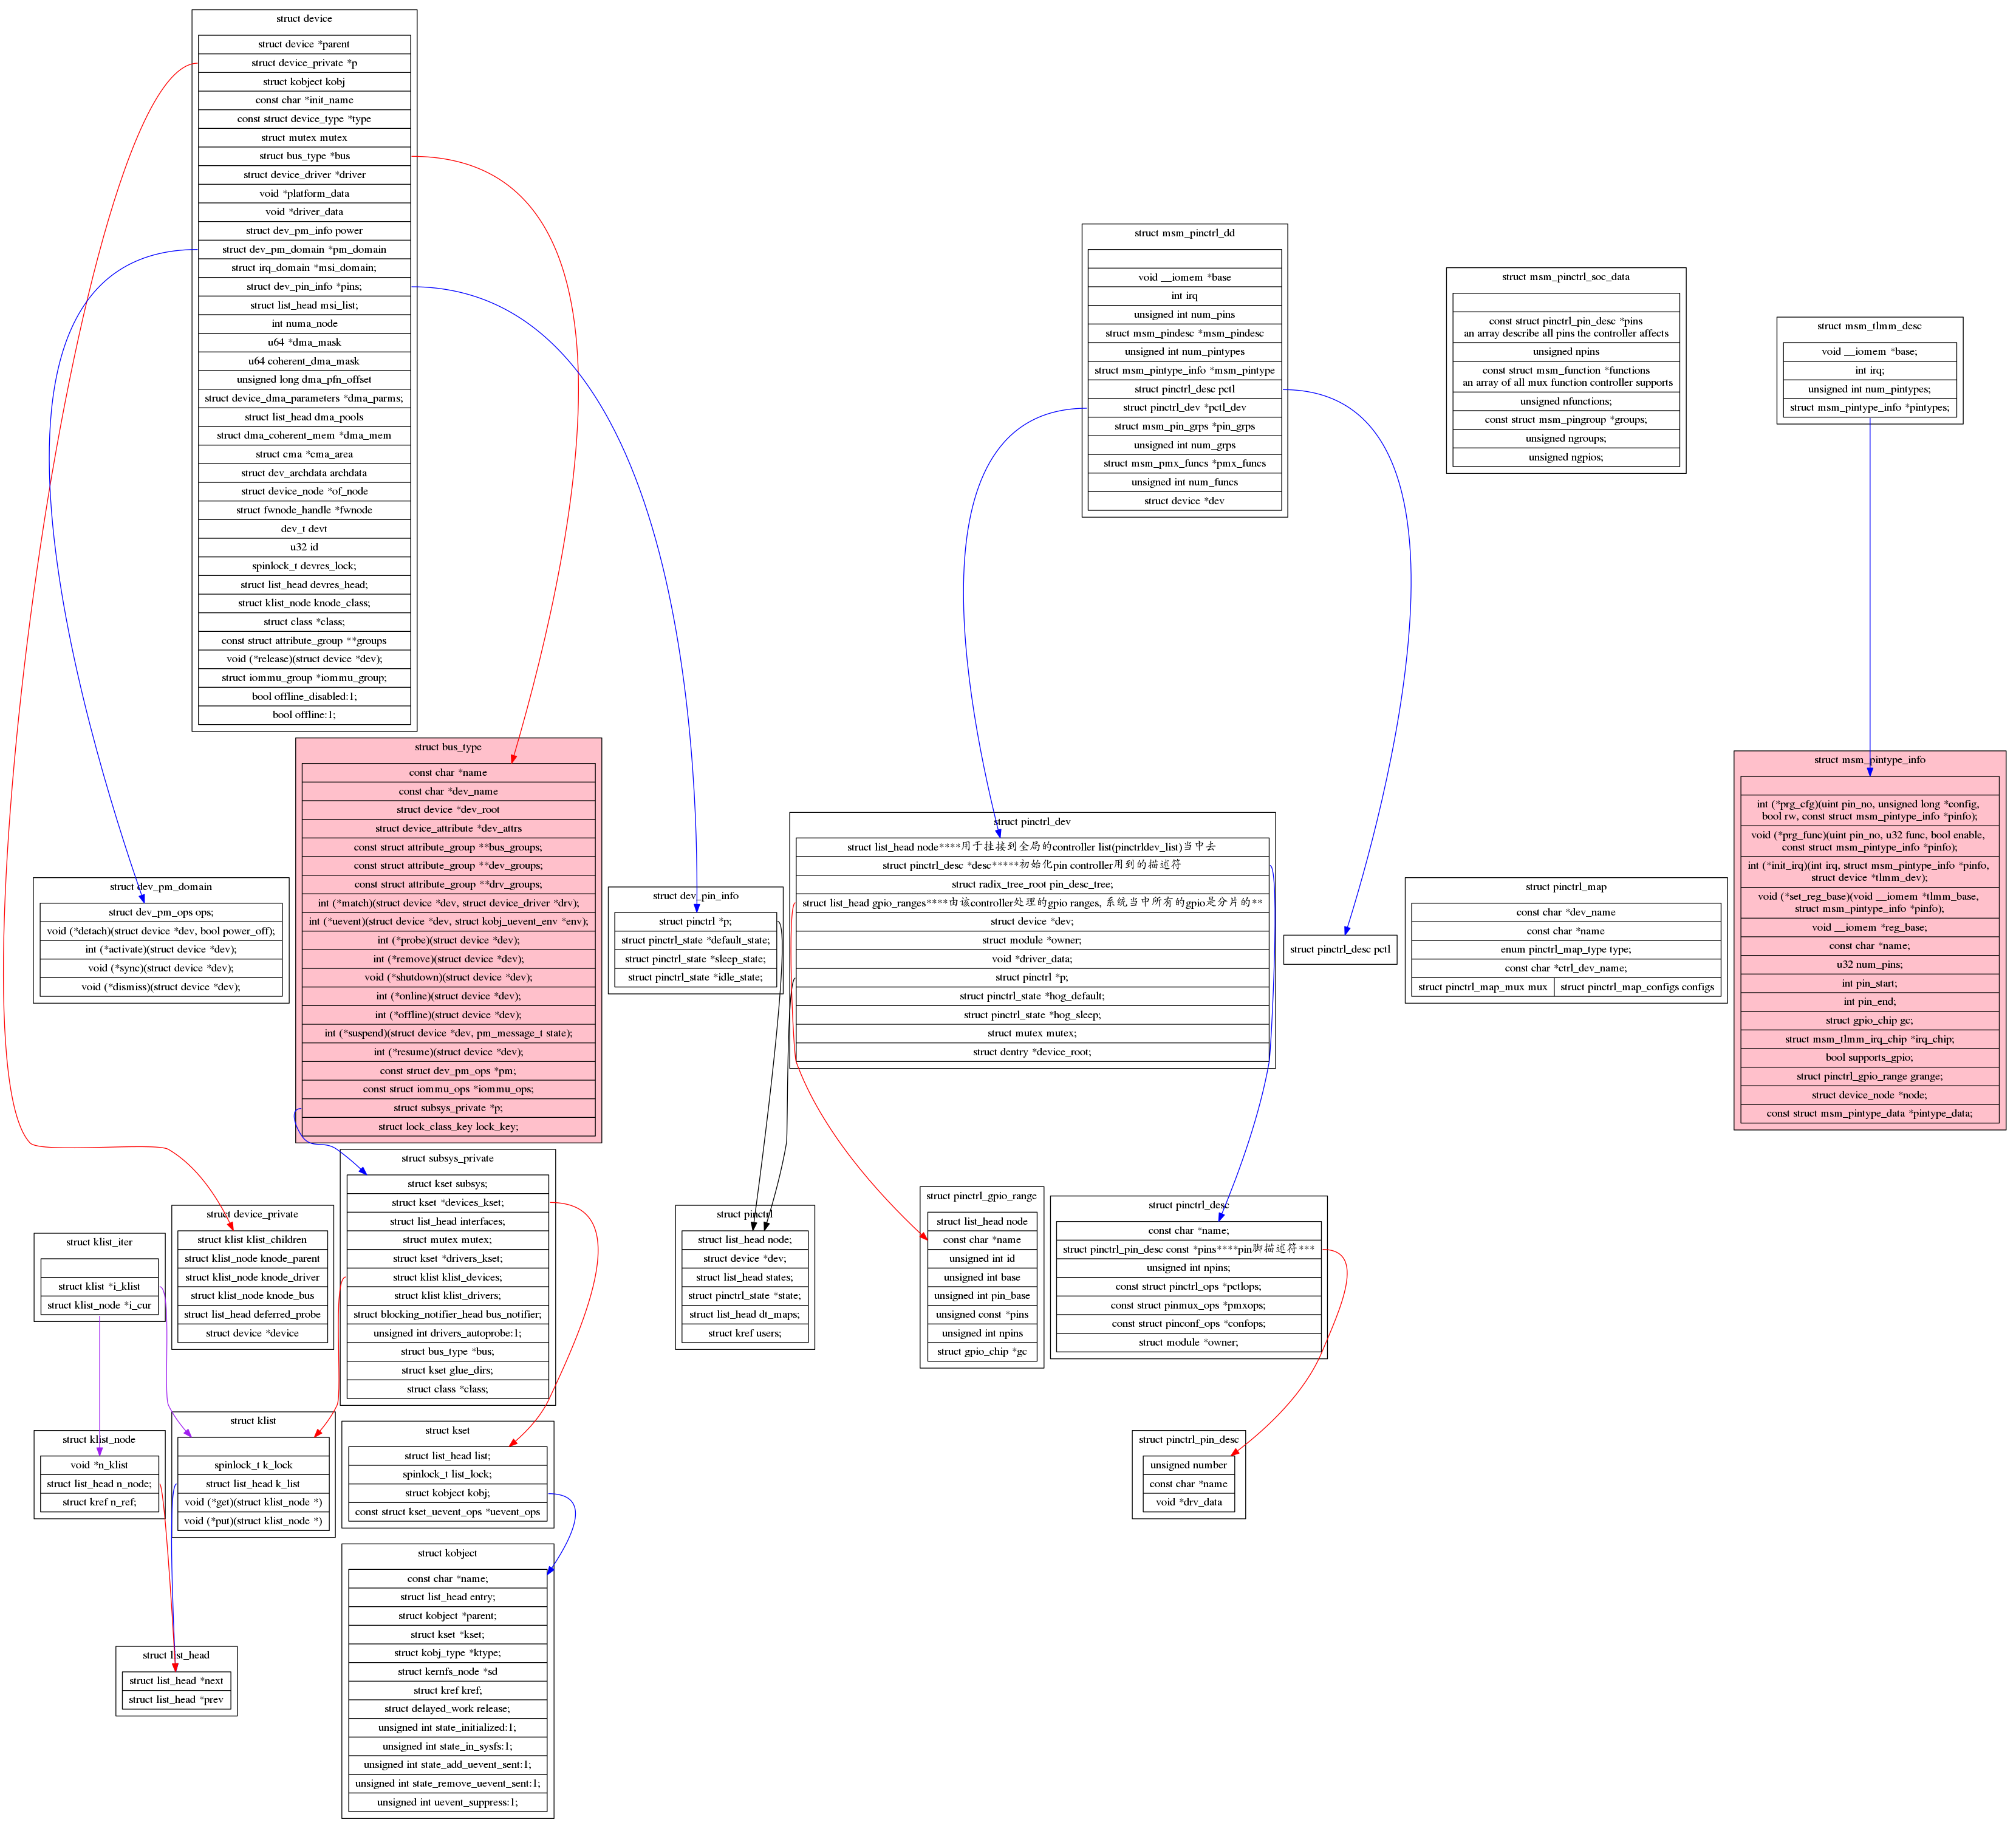 struct device
struct device *parent
struct device_private *p
struct kobject kobj
const char *init_name
const struct device_type *type
struct mutex mutex
struct bus_type *bus
struct device_driver *driver
void *platform_data
void *driver_data
struct dev_pm_info power
struct dev_pm_domain *pm_domain
struct irq_domain *msi_domain;
struct dev_pin_info *pins;
struct list_head msi_list;
int numa_node
u64 *dma_mask
u64 coherent_dma_mask
unsigned long dma_pfn_offset
struct device_dma_parameters *dma_parms;
struct list_head dma_pools
struct dma_coherent_mem *dma_mem
struct cma *cma_area
struct dev_archdata archdata
struct device_node *of_node
struct fwnode_handle *fwnode
dev_t devt
u32 id
spinlock_t devres_lock;
struct list_head devres_head;
struct klist_node knode_class;
struct class *class;
const struct attribute_group **groups
void (*release)(struct device *dev);
struct iommu_group *iommu_group;
bool offline_disabled:1;
bool offline:1;
struct msm_pinctrl_dd
void __iomem *base
int irq
unsigned int num_pins
struct msm_pindesc *msm_pindesc
unsigned int num_pintypes
struct msm_pintype_info *msm_pintype
struct pinctrl_desc pctl
struct pinctrl_dev *pctl_dev
struct msm_pin_grps *pin_grps
unsigned int num_grps
struct msm_pmx_funcs *pmx_funcs
unsigned int num_funcs
struct device *dev
struct msm_pinctrl_soc_data
const struct pinctrl_pin_desc *pins
an array describe all pins the controller affects
unsigned npins
const struct msm_function *functions
an array of all mux function controller supports
unsigned nfunctions;
const struct msm_pingroup *groups;
unsigned ngroups;
unsigned ngpios;
struct msm_tlmm_desc
void __iomem *base;
int irq;
unsigned int num_pintypes;
struct msm_pintype_info *pintypes;
struct bus_type
const char *name
const char *dev_name
struct device *dev_root
struct device_attribute *dev_attrs
const struct attribute_group **bus_groups;
const struct attribute_group **dev_groups;
const struct attribute_group **drv_groups;
int (*match)(struct device *dev, struct device_driver *drv);
int (*uevent)(struct device *dev, struct kobj_uevent_env *env);
int (*probe)(struct device *dev);
int (*remove)(struct device *dev);
void (*shutdown)(struct device *dev);
int (*online)(struct device *dev);
int (*offline)(struct device *dev);
int (*suspend)(struct device *dev, pm_message_t state);
int (*resume)(struct device *dev);
const struct dev_pm_ops *pm;
const struct iommu_ops *iommu_ops;
struct subsys_private *p;
struct lock_class_key lock_key;
struct dev_pm_domain
struct dev_pm_ops ops;
void (*detach)(struct device *dev, bool power_off);
int (*activate)(struct device *dev);
void (*sync)(struct device *dev);
void (*dismiss)(struct device *dev);
struct dev_pin_info
struct pinctrl *p;
struct pinctrl_state *default_state;
struct pinctrl_state *sleep_state;
struct pinctrl_state *idle_state;
struct pinctrl_dev
struct list_head node****用于挂接到全局的controller list(pinctrldev_list)当中去
struct pinctrl_desc *desc*****初始化pin controller用到的描述符
struct radix_tree_root pin_desc_tree;
struct list_head gpio_ranges****由该controller处理的gpio ranges, 系统当中所有的gpio是分片的**
struct device *dev;
struct module *owner;
void *driver_data;
struct pinctrl *p;
struct pinctrl_state *hog_default;
struct pinctrl_state *hog_sleep;
struct mutex mutex;
struct dentry *device_root;
struct pinctrl_desc pctl
struct pinctrl_map
const char *dev_name
const char *name
enum pinctrl_map_type type;
const char *ctrl_dev_name;
struct pinctrl_map_mux mux
struct pinctrl_map_configs configs
struct msm_pintype_info
int (*prg_cfg)(uint pin_no, unsigned long *config,
bool rw, const struct msm_pintype_info *pinfo);
void (*prg_func)(uint pin_no, u32 func, bool enable,
const struct msm_pintype_info *pinfo);
int (*init_irq)(int irq, struct msm_pintype_info *pinfo,
struct device *tlmm_dev);
void (*set_reg_base)(void __iomem *tlmm_base,
struct msm_pintype_info *pinfo);
void __iomem *reg_base;
const char *name;
u32 num_pins;
int pin_start;
int pin_end;
struct gpio_chip gc;
struct msm_tlmm_irq_chip *irq_chip;
bool supports_gpio;
struct pinctrl_gpio_range grange;
struct device_node *node;
const struct msm_pintype_data *pintype_data;
struct subsys_private
struct kset subsys;
struct kset *devices_kset;
struct list_head interfaces;
struct mutex mutex;
struct kset *drivers_kset;
struct klist klist_devices;
struct klist klist_drivers;
struct blocking_notifier_head bus_notifier;
unsigned int drivers_autoprobe:1;
struct bus_type *bus;
struct kset glue_dirs;
struct class *class;
struct device_private
struct klist klist_children
struct klist_node knode_parent
struct klist_node knode_driver
struct klist_node knode_bus
struct list_head deferred_probe
struct device *device
struct klist_iter
struct klist *i_klist
struct klist_node *i_cur
struct pinctrl
struct list_head node;
struct device *dev;
struct list_head states;
struct pinctrl_state *state;
struct list_head dt_maps;
struct kref users;
struct pinctrl_gpio_range
struct list_head node
const char *name
unsigned int id
unsigned int base
unsigned int pin_base
unsigned const *pins
unsigned int npins
struct gpio_chip *gc
struct pinctrl_desc
const char *name;
struct pinctrl_pin_desc const *pins****pin脚描述符***
unsigned int npins;
const struct pinctrl_ops *pctlops;
const struct pinmux_ops *pmxops;
const struct pinconf_ops *confops;
struct module *owner;
struct klist_node
void *n_klist
struct list_head n_node;
struct kref n_ref;
struct klist
spinlock_t k_lock
struct list_head k_list
void (*get)(struct klist_node *)
void (*put)(struct klist_node *)
struct kset
struct list_head list;
spinlock_t list_lock;
struct kobject kobj;
const struct kset_uevent_ops *uevent_ops
struct pinctrl_pin_desc
unsigned number
const char *name
void *drv_data
struct kobject
const char *name;
struct list_head entry;
struct kobject *parent;
struct kset *kset;
struct kobj_type *ktype;
struct kernfs_node *sd
struct kref kref;
struct delayed_work release;
unsigned int state_initialized:1;
unsigned int state_in_sysfs:1;
unsigned int state_add_uevent_sent:1;
unsigned int state_remove_uevent_sent:1;
unsigned int uevent_suppress:1;
struct list_head
struct list_head *next
struct list_head *prev